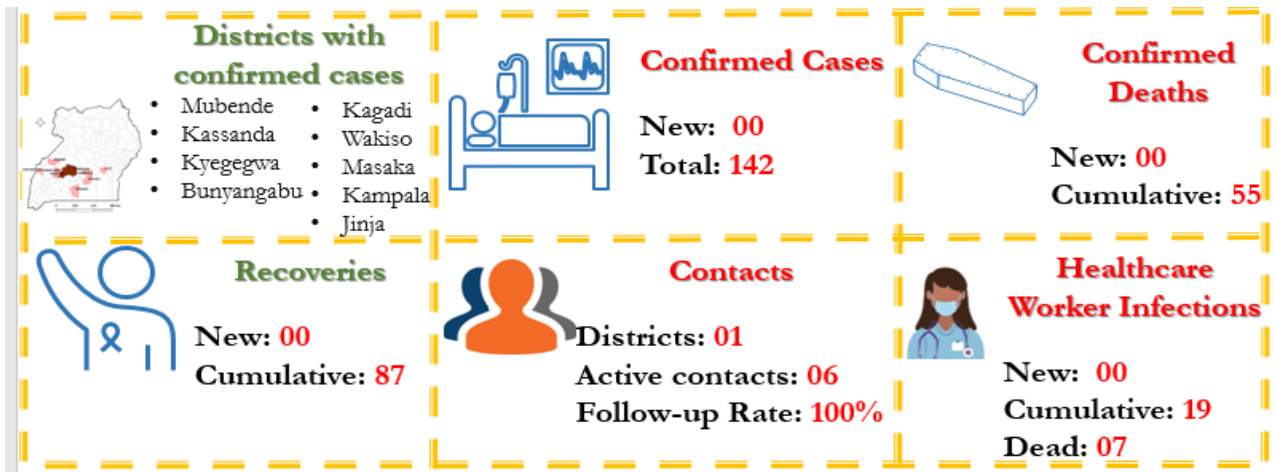 Districts with
confirmed cases
• Mubende
• Kassanda
• Kyegegwa
• Bunyangabu
• Kagadi
• Wakiso
• Masaka
• Kampala
• Jinja
Confirmed Cases
New: 00
Total: 142
Confirmed
Deaths
New: 00
Cumulative: 55
Recoveries
New: 00
Cumulative: 87
Contacts
Districts: 01
Active contacts: 06
Follow-up Rate: 100%
Healthcare
Worker Infections
New: 00
Cumulative: 19
Dead: 07